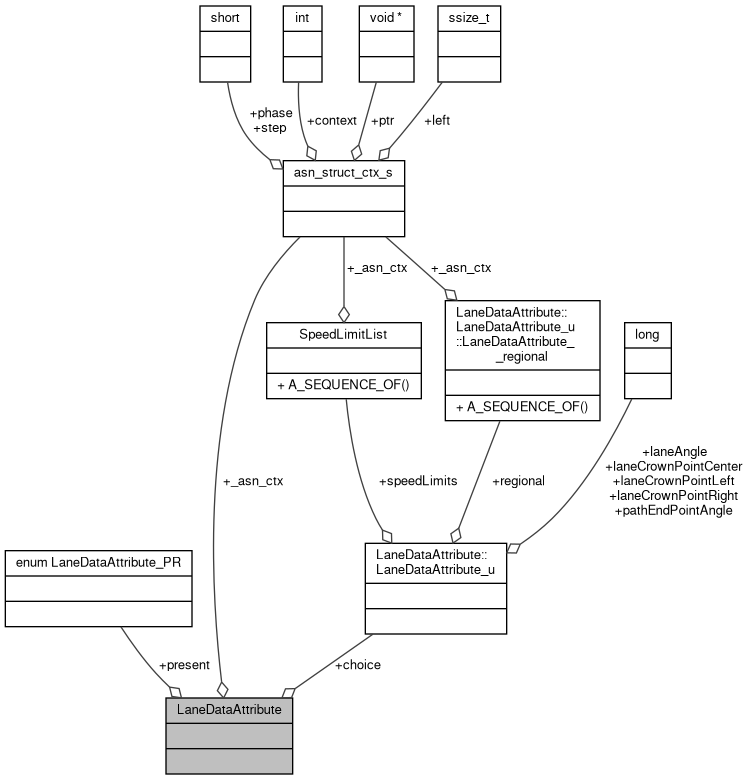 short
int
void *
ssize_t
+phase
+step
+context
+ptr
+left
asn_struct_ctx_s
+_asn_ctx
+_asn_ctx
SpeedLimitList
+ A_SEQUENCE_OF()
LaneDataAttribute::
LaneDataAttribute_u
::LaneDataAttribute_
_regional
+ A_SEQUENCE_OF()
long
+_asn_ctx
+speedLimits
+regional
+laneAngle
+laneCrownPointCenter
+laneCrownPointLeft
+laneCrownPointRight
+pathEndPointAngle
enum LaneDataAttribute_PR
LaneDataAttribute::
LaneDataAttribute_u
+present
+choice
LaneDataAttribute